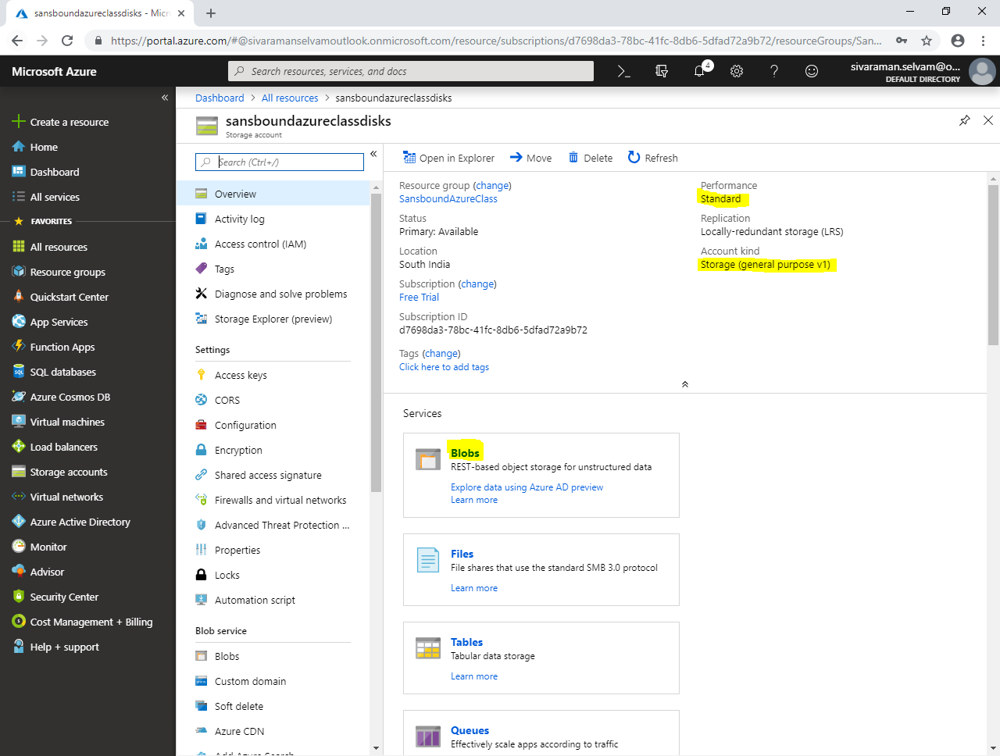 sansboundazureclassdisks - Micr
https://portal.azure.com/#@sivaramanselvamoutlook.onmicrosoft.com/resource/subscriptions/d7698da3-78bc-41fc-8db6-5dfad72a9b72/resourceGroups/San...
Microsoft Azure
Search resources, services, and docs
4
sivaraman.selvam@o...
DEFAULT DIRECTORY
Create a resource
Home
Dashboard
All services
FAVORITES
All resources
Resource groups
Quickstart Center
App Services
Function Apps
SQL databases
Azure Cosmos DB
Virtual machines
Load balancers
Storage accounts
Virtual networks
Azure Active Directory
Monitor
Advisor
Security Center
Cost Management + Billing
Help + support
Dashboard > All resources > sansboundazureclassdisks
sansboundazureclassdisks
Storage account
Search (Ctrl+/)
Overview
Activity log
Access control (IAM)
Tags
Diagnose and solve problems
Storage Explorer (preview)
Settings
Access keys
CORS
Configuration
Encryption
Shared access signature
Firewalls and virtual networks
Advanced Threat Protection ...
Properties
Locks
Automation script
Blob service
Blobs
Custom domain
Soft delete
Azure CDN
Add Azure Search
Open in Explorer
Move
Delete
Refresh
Resource group (change)
SansboundAzureClass
Status
Primary: Available
Location
South India
Subscription (change)
Free Trial
Subscription ID
d7698da3-78bc-41fc-8db6-5dfad72a9b72
Tags (change)
Click here to add tags
Performance
Standard
Replication
Locally-redundant storage (LRS)
Account kind
Storage (general purpose v1)
Services
Blobs
REST-based object storage for unstructured data
Explore data using Azure AD preview
Learn more
Files
File shares that use the standard SMB 3.0 protocol
Learn more
Tables
Tabular data storage
Learn more
Queues
Effectively scale apps according to traffic